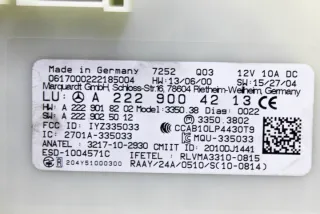 Made in Germany 7252 Q03 12V 10A DC
0617000222185004 HW:13/06/00 SW:15/27/04
Marquardt GmbH, Schloss-Str.16, 78604 Rietheim-Weilheim, Germany
LU: A 222 900 42 13 CE
HW: A 222 901 82 02 Model: 3350.38 Dias: 0022
SW: A 222 902 50 12 3350.3802
FCC ID: IYZ335033 CCAB10LP4430T9
IC: 2701A-335033 MQU-335033
ANATEL: 3217-10-2930 CMIIT ID: 2010DJ1441
ESD-1004571C IFETEL: RLVMA3310-0815
204Y51000300 RAAY/24A/0510/S(10-0814)